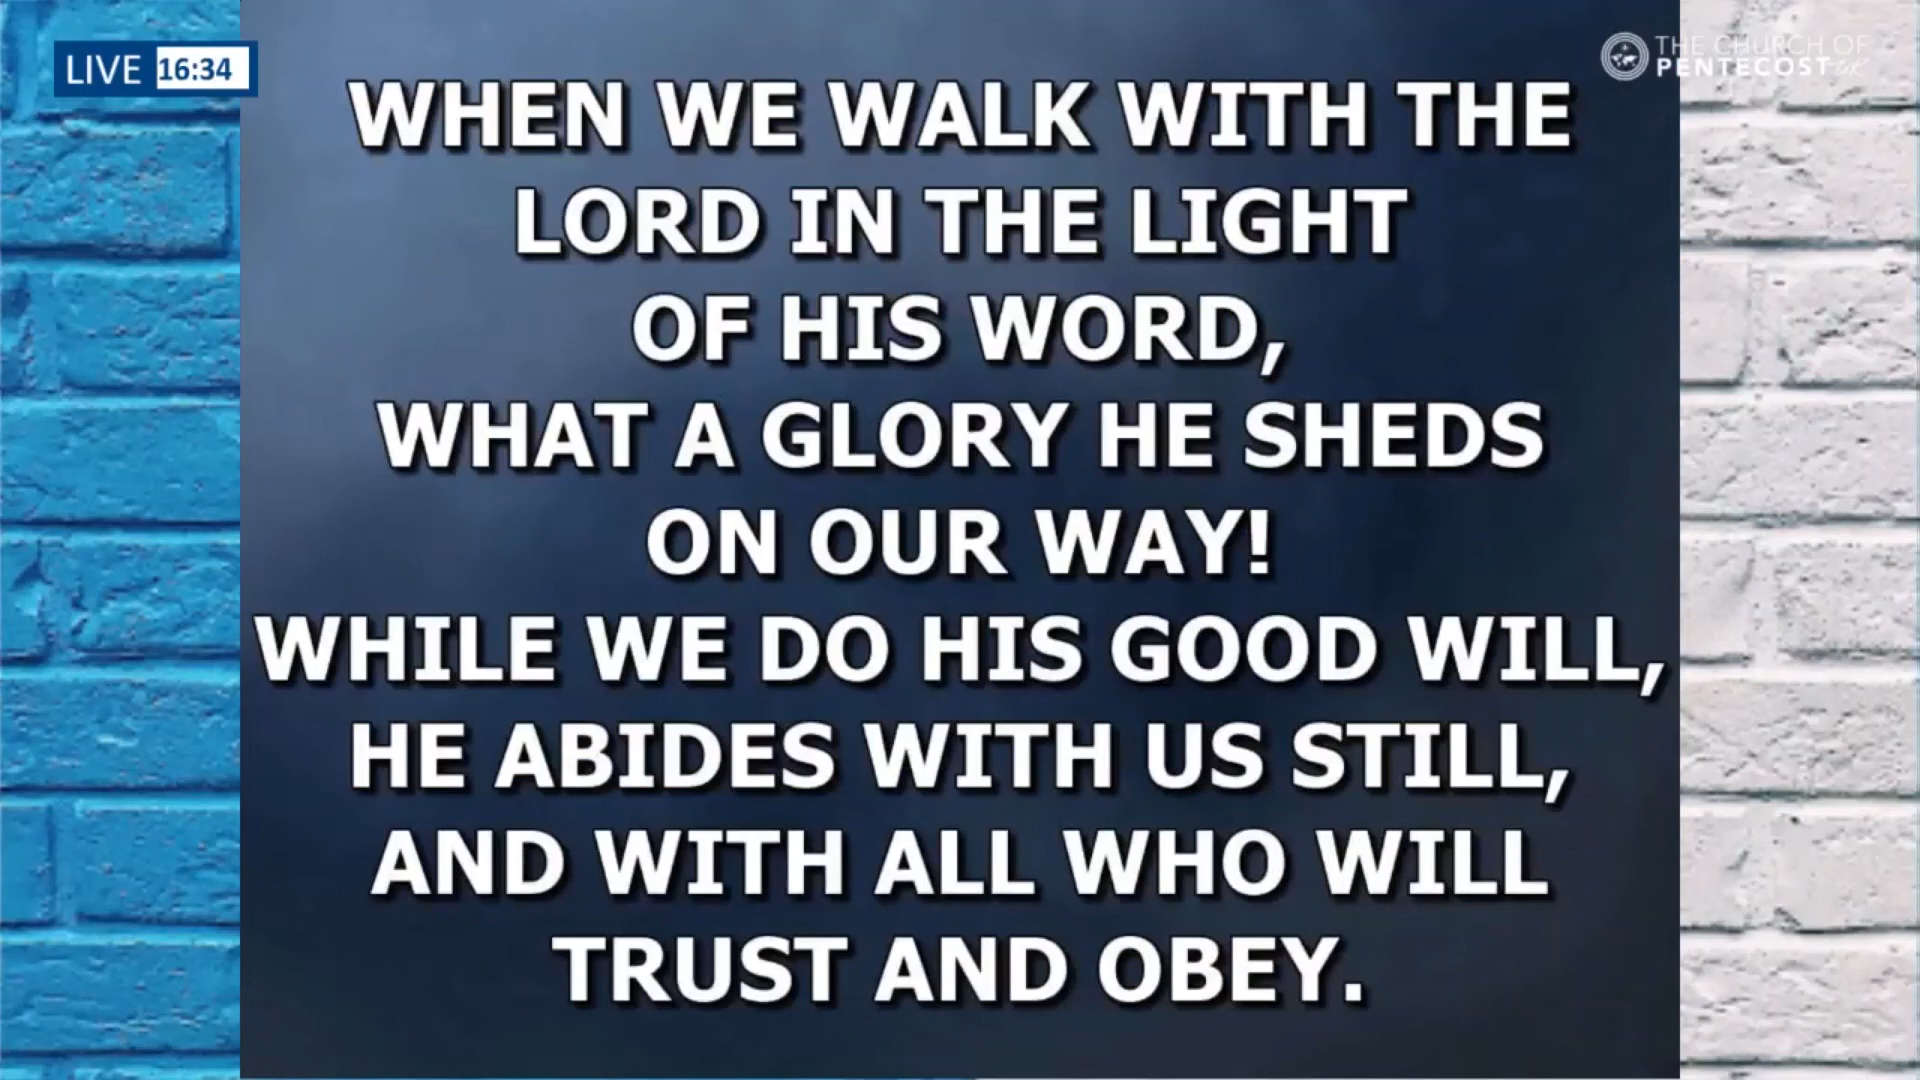 LIVE 16:34
THE CHURCH OF
PENTECOST UK
WHEN WE WALK WITH THE
LORD IN THE LIGHT
OF HIS WORD,
WHAT A GLORY HE SHEDS
ON OUR WAY!
WHILE WE DO HIS GOOD WILL,
HE ABIDES WITH US STILL,
AND WITH ALL WHO WILL
TRUST AND OBEY.